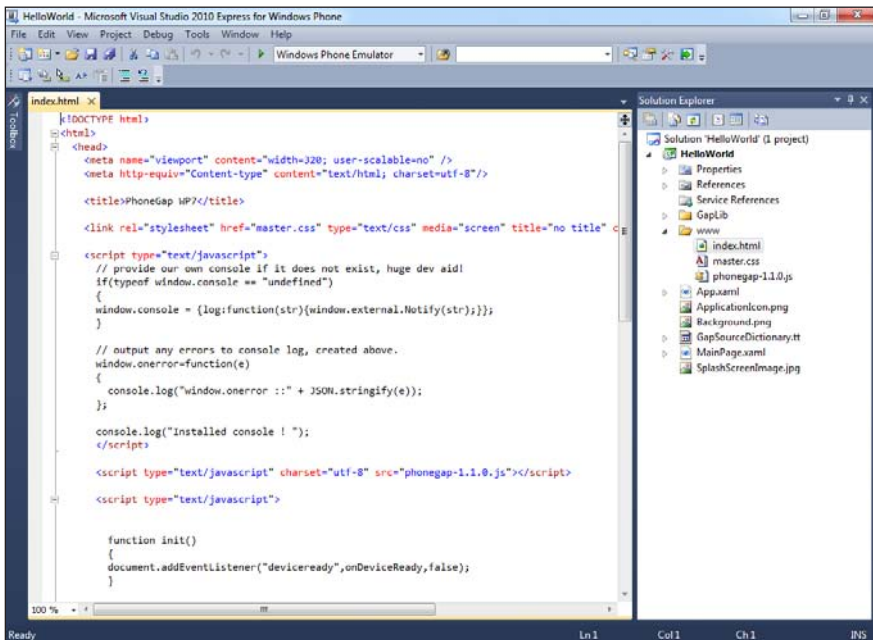 HelloWorld - Microsoft Visual Studio 2010 Express for Windows Phone
File Edit View Project Debug Tools Window Help
Windows Phone Emulator
Toolbox
index.html
<!DOCTYPE html>
<html>
<head>
<meta name="viewport" content="width=320; user-scalable=no" />
<meta http-equiv="Content-type" content="text/html; charset=utf-8"/>
<title>PhoneGap WP7</title>
<link rel="stylesheet" href="master.css" type="text/css" media="screen" title="no title" c
<script type="text/javascript">
// provide our own console if it does not exist, huge dev aid!
if(typeof window.console == "undefined")
{
window.console = {log:function(str){window.external.Notify(str);}};
}
// output any errors to console log, created above.
window.onerror=function(e)
{
console.log("window.onerror ::" + JSON.stringify(e));
};
console.log("Installed console ! ");
</script>
<script type="text/javascript" charset="utf-8" src="phonegap-1.1.0.js"></script>
<script type="text/javascript">
function init()
{
document.addEventListener("deviceready",onDeviceReady,false);
}
100 %
Solution Explorer
Solution 'HelloWorld' (1 project)
HelloWorld
Properties
References
Service References
GapLib
www
index.html
master.css
phonegap-1.1.0.js
App.xaml
ApplicationIcon.png
Background.png
GapSourceDictionary.tt
MainPage.xaml
SplashScreenImage.jpg
Ready Ln 1 Col 1 Ch 1 INS